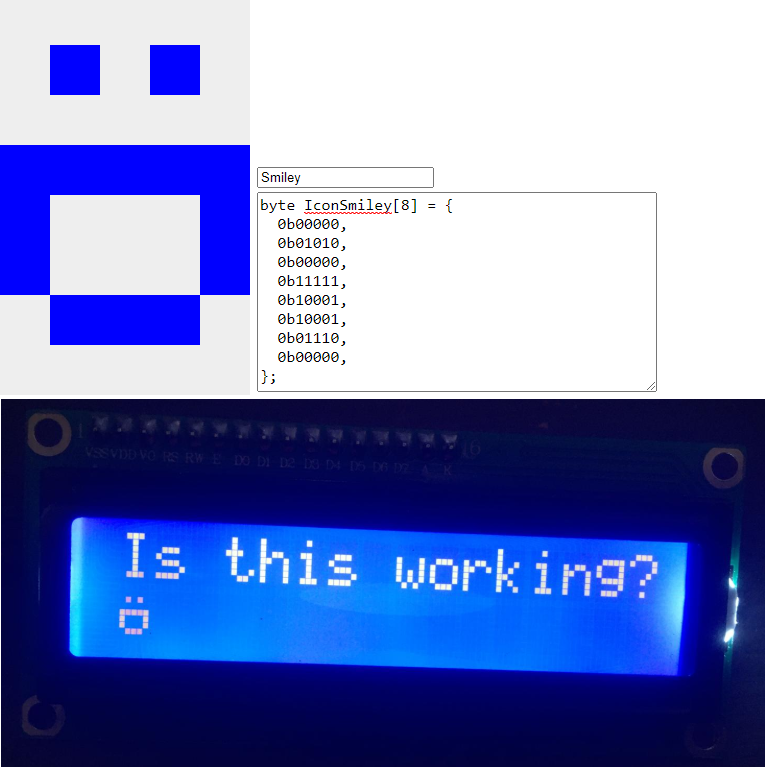 Smiley
byte IconSmiley[8] = {
0b00000,
0b01010,
0b00000,
0b11111,
0b10001,
0b10001,
0b01110,
0b00000,
};
VSS VDD VO RS RW E D0 D1 D2 D3 D4 D5 D6 D7 A K
Is this working?